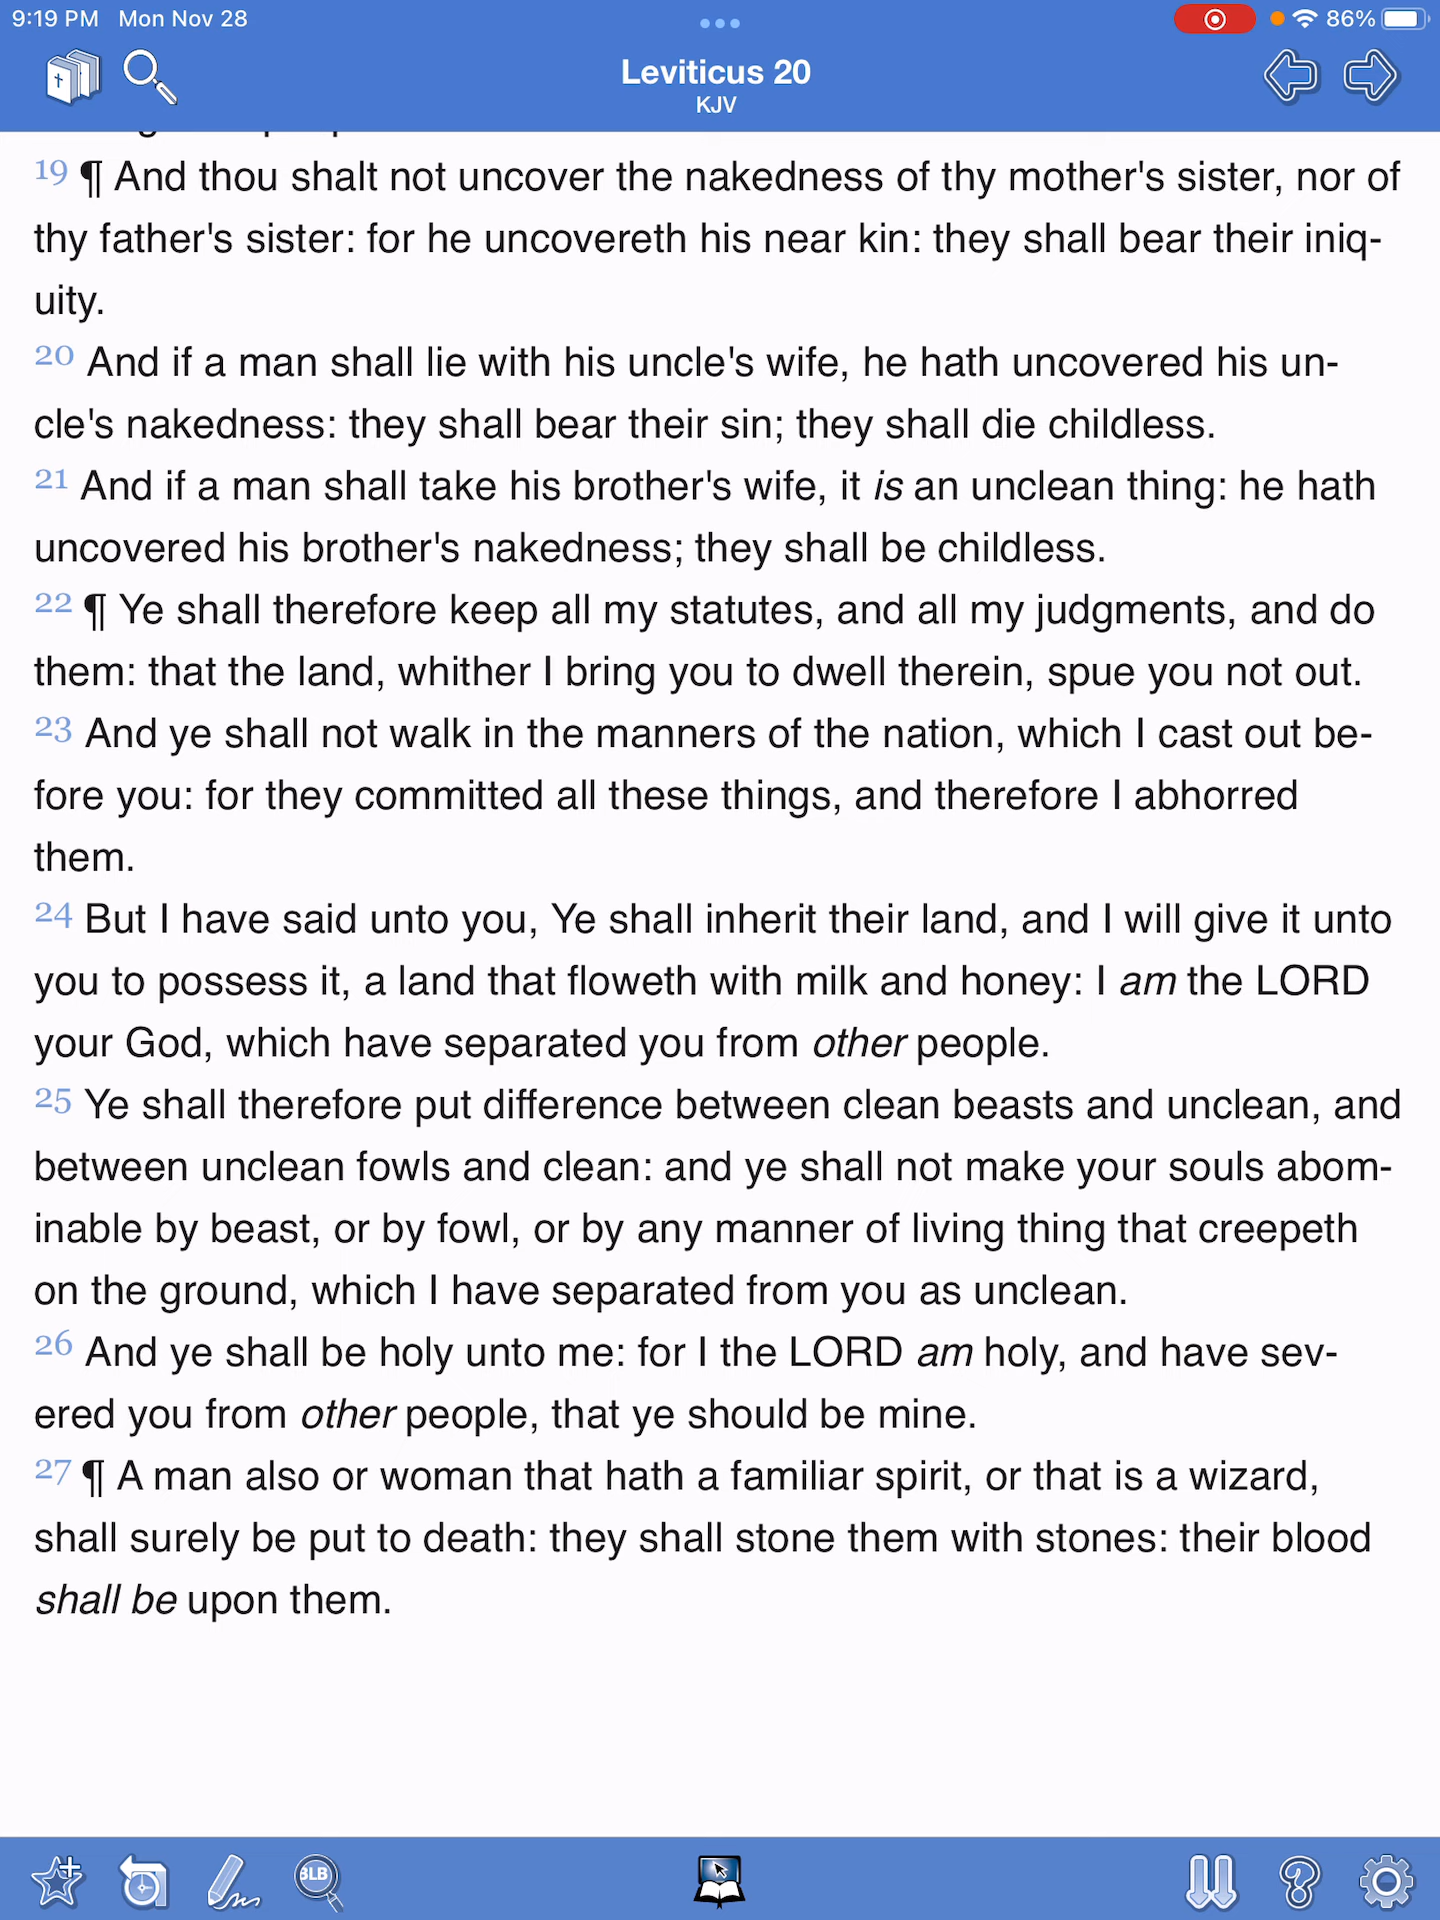 9:19 PM Mon Nov 28
86%
Leviticus 20
KJV
19 ¶ And thou shalt not uncover the nakedness of thy mother's sister, nor of
thy father's sister: for he uncovereth his near kin: they shall bear their iniq-
uity.
20 And if a man shall lie with his uncle's wife, he hath uncovered his un-
cle's nakedness: they shall bear their sin; they shall die childless.
21 And if a man shall take his brother's wife, it is an unclean thing: he hath
uncovered his brother's nakedness; they shall be childless.
22 ¶ Ye shall therefore keep all my statutes, and all my judgments, and do
them: that the land, whither I bring you to dwell therein, spue you not out.
23 And ye shall not walk in the manners of the nation, which I cast out be-
fore you: for they committed all these things, and therefore I abhorred
them.
24 But I have said unto you, Ye shall inherit their land, and I will give it unto
you to possess it, a land that floweth with milk and honey: I am the LORD
your God, which have separated you from other people.
25 Ye shall therefore put difference between clean beasts and unclean, and
between unclean fowls and clean: and ye shall not make your souls abom-
inable by beast, or by fowl, or by any manner of living thing that creepeth
on the ground, which I have separated from you as unclean.
26 And ye shall be holy unto me: for I the LORD am holy, and have sev-
ered you from other people, that ye should be mine.
27 ¶ A man also or woman that hath a familiar spirit, or that is a wizard,
shall surely be put to death: they shall stone them with stones: their blood
shall be upon them.
BLB